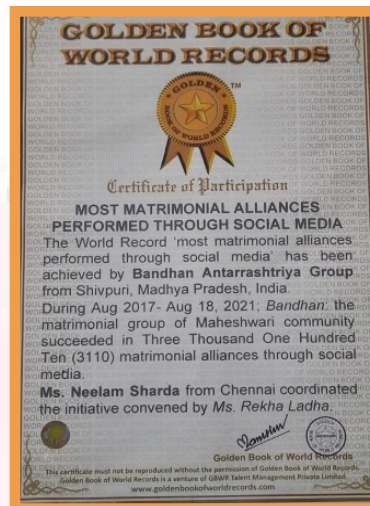 GOLDEN BOOK OF
WORLD RECORDS
GOLDEN
BOOK OF WORLD RECORDS
TM
Certificate of Participation
MOST MATRIMONIAL ALLIANCES
PERFORMED THROUGH SOCIAL MEDIA
The World Record 'most matrimonial alliances
performed through social media' has been
achieved by Bandhan Antarrashtriya Group
from Shivpuri, Madhya Pradesh, India.
During Aug 2017- Aug 18, 2021; Bandhan: the
matrimonial group of Maheshwari community
succeeded in Three Thousand One Hundred
Ten (3110) matrimonial alliances through social
media.
Ms. Neelam Sharda from Chennai coordinated
the initiative convened by Ms. Rekha Ladha.
Golden Book of World Records
This certificate must not be reproduced without the permission of Golden Book of World Records.
Golden Book of World Records is a venture of GBWR Talent Management Private Limited
www.goldenbookofworldrecords.com